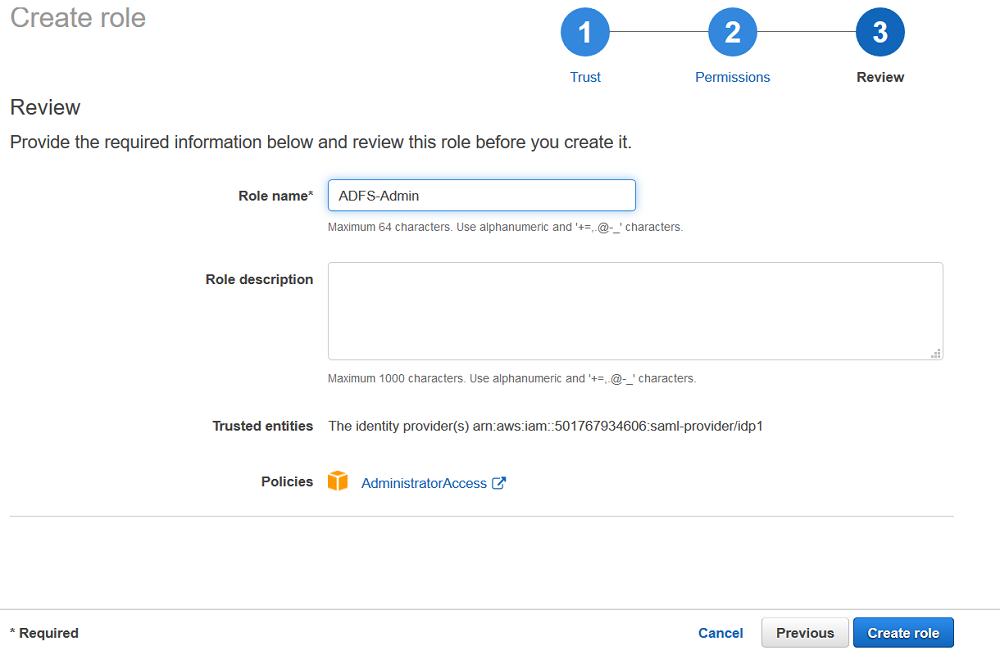 Create role
1
2
3
Trust
Permissions
Review
Review
Provide the required information below and review this role before you create it.
Role name*
ADFS-Admin
Maximum 64 characters. Use alphanumeric and '+=,.@-_' characters.
Role description
Maximum 1000 characters. Use alphanumeric and '+=,.@-_' characters.
Trusted entities The identity provider(s) arn:aws:iam::501767934606:saml-provider/idp1
Policies AdministratorAccess
* Required
Cancel
Previous
Create role